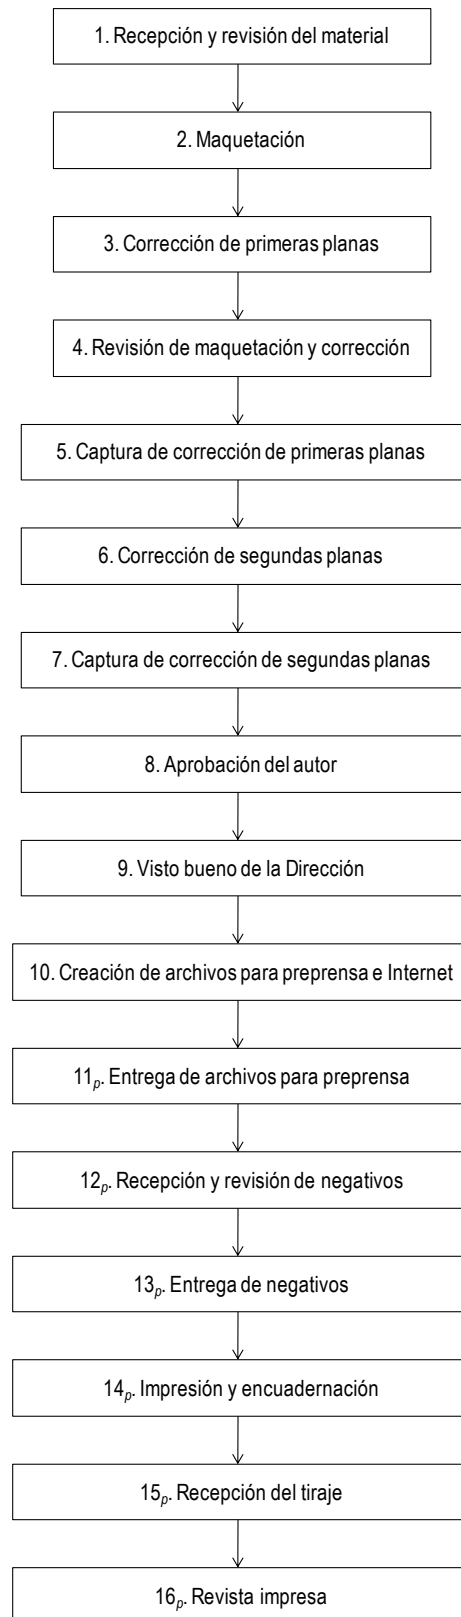 1. Recepción y revisión del material
2. Maquetación
3. Corrección de primeras planas
4. Revisión de maquetación y corrección
5. Captura de corrección de primeras planas
6. Corrección de segundas planas
7. Captura de corrección de segundas planas
8. Aprobación del autor
9. Visto bueno de la Dirección
10. Creación de archivos para preprensa e Internet
11p. Entrega de archivos para preprensa
12p. Recepción y revisión de negativos
13p. Entrega de negativos
14p. Impresión y encuadernación
15p. Recepción del tiraje
16p. Revista impresa